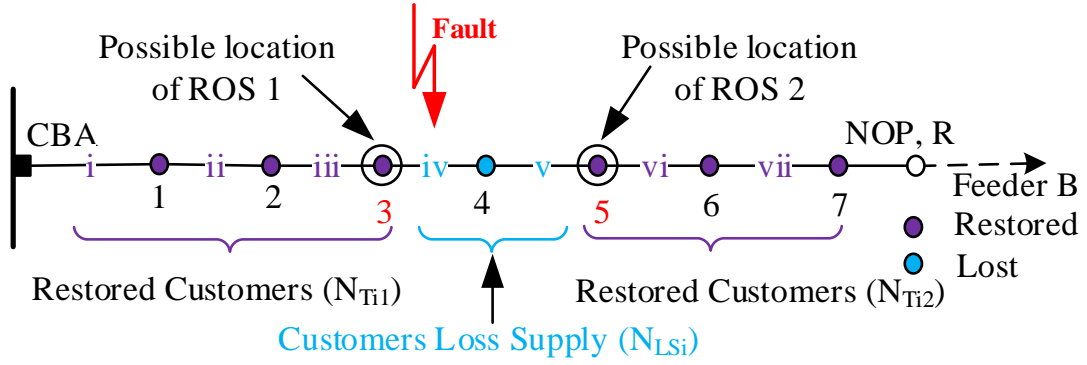 Fault
Possible location
of ROS 1
Possible location
of ROS 2
CBA
NOP, R
i
ii
iii
iv
v
vi
vii
1
2
3
4
5
6
7
Feeder B
Restored
Lost
Restored Customers (NTi1)
Restored Customers (NTi2)
Customers Loss Supply (NLSi)